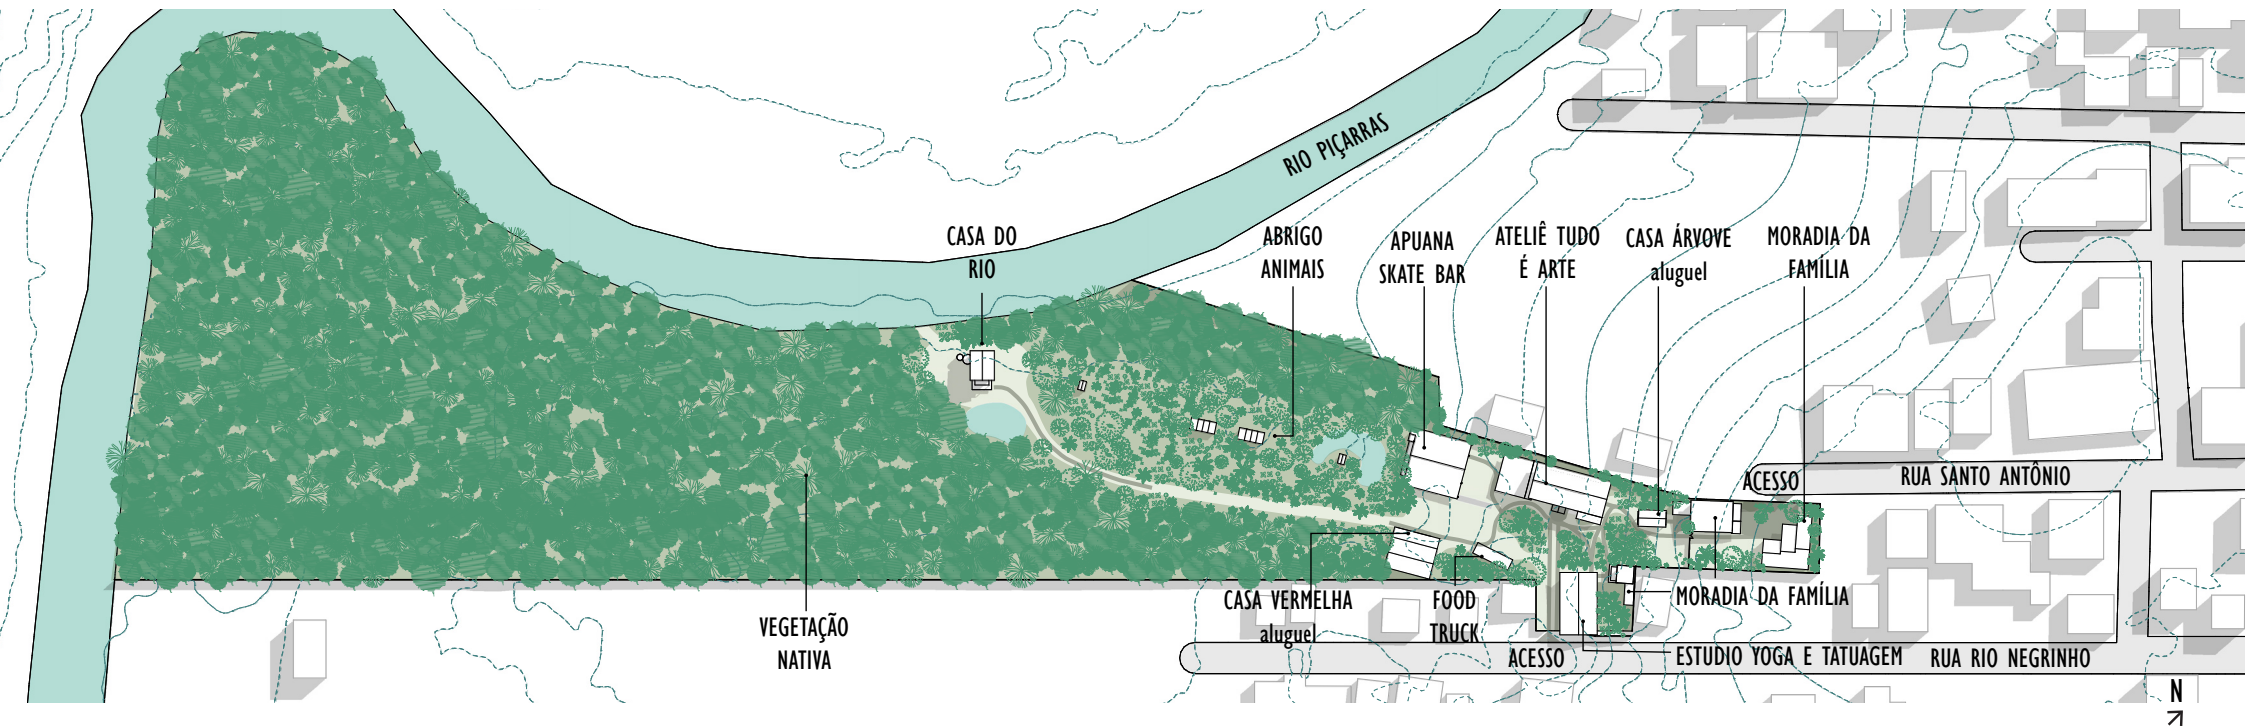 RIO PIÇARRAS
CASA DO
RIO
ABRIGO
ANIMAIS
APUANA
SKATE BAR
ATELIÊ TUDO
É ARTE
CASA ÁRVOVE
aluguel
MORADIA DA
FAMÍLIA
ACESSO
RUA SANTO ANTÔNIO
CASA VERMELHA
aluguel
FOOD
TRUCK
MORADIA DA FAMÍLIA
VEGETAÇÃO
NATIVA
ACESSO
ESTUDIO YOGA E TATUAGEM
RUA RIO NEGRINHO
N